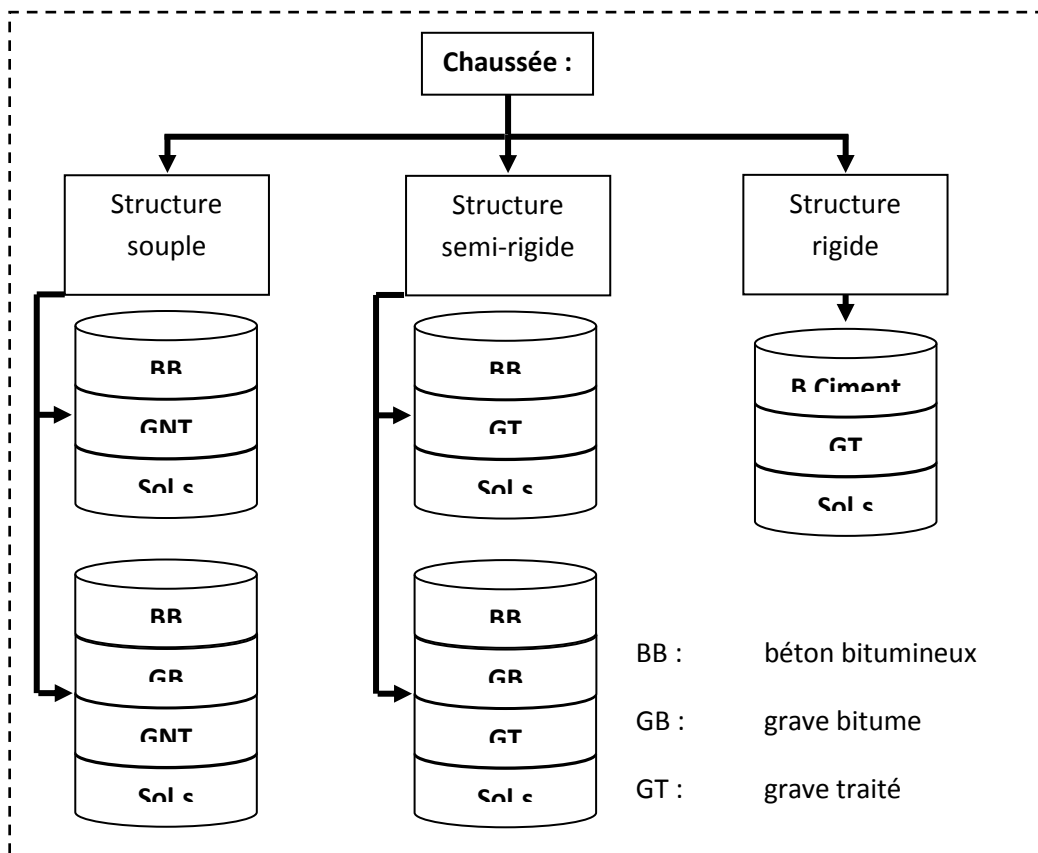 Chaussée :
Structure
souple
Structure
semi-rigide
Structure
rigide
BB
GNT
Sol s
BB
GT
Sol s
B Ciment
GT
Sol s
BB
GB
GNT
Sol s
BB
GB
GT
Sol s
BB : béton bitumineux
GB : grave bitume
GT : grave traité